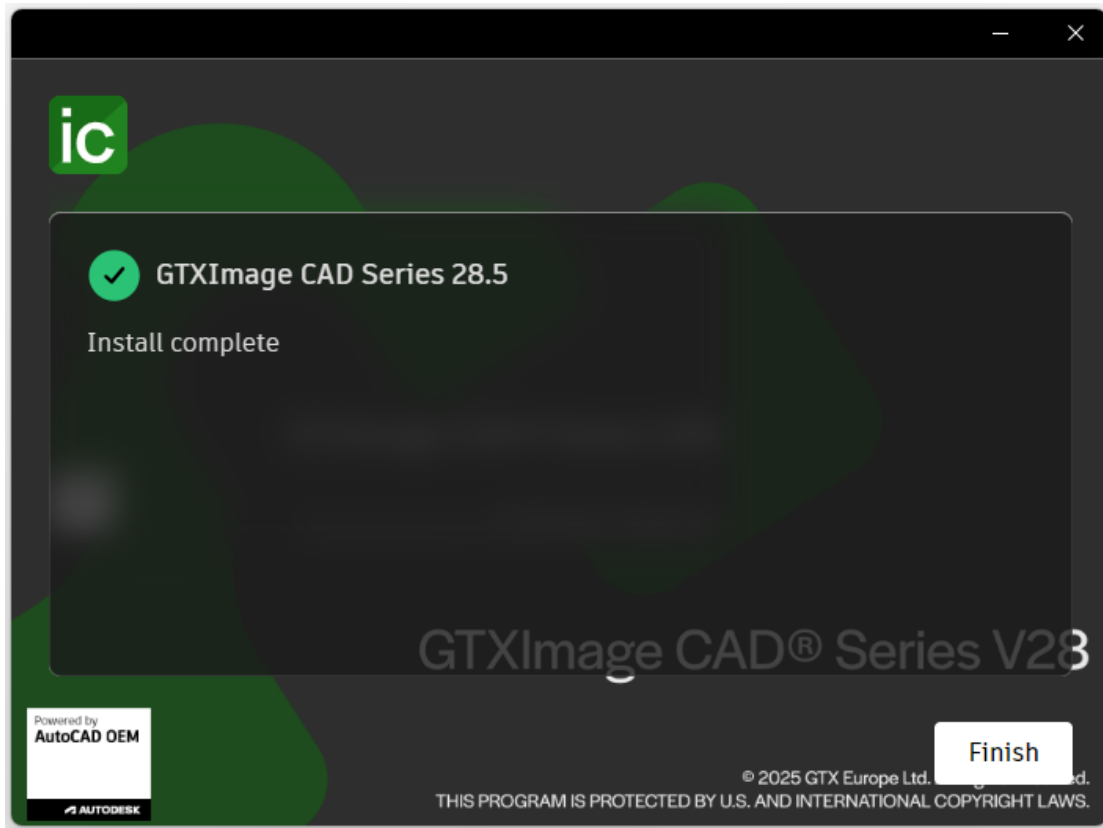 ic
GTXImage CAD Series 28.5
Install complete
GTXImage CAD® Series V28
Powered by
AutoCAD OEM
AUTODESK
Finish
© 2025 GTX Europe Ltd.
THIS PROGRAM IS PROTECTED BY U.S. AND INTERNATIONAL COPYRIGHT LAWS.